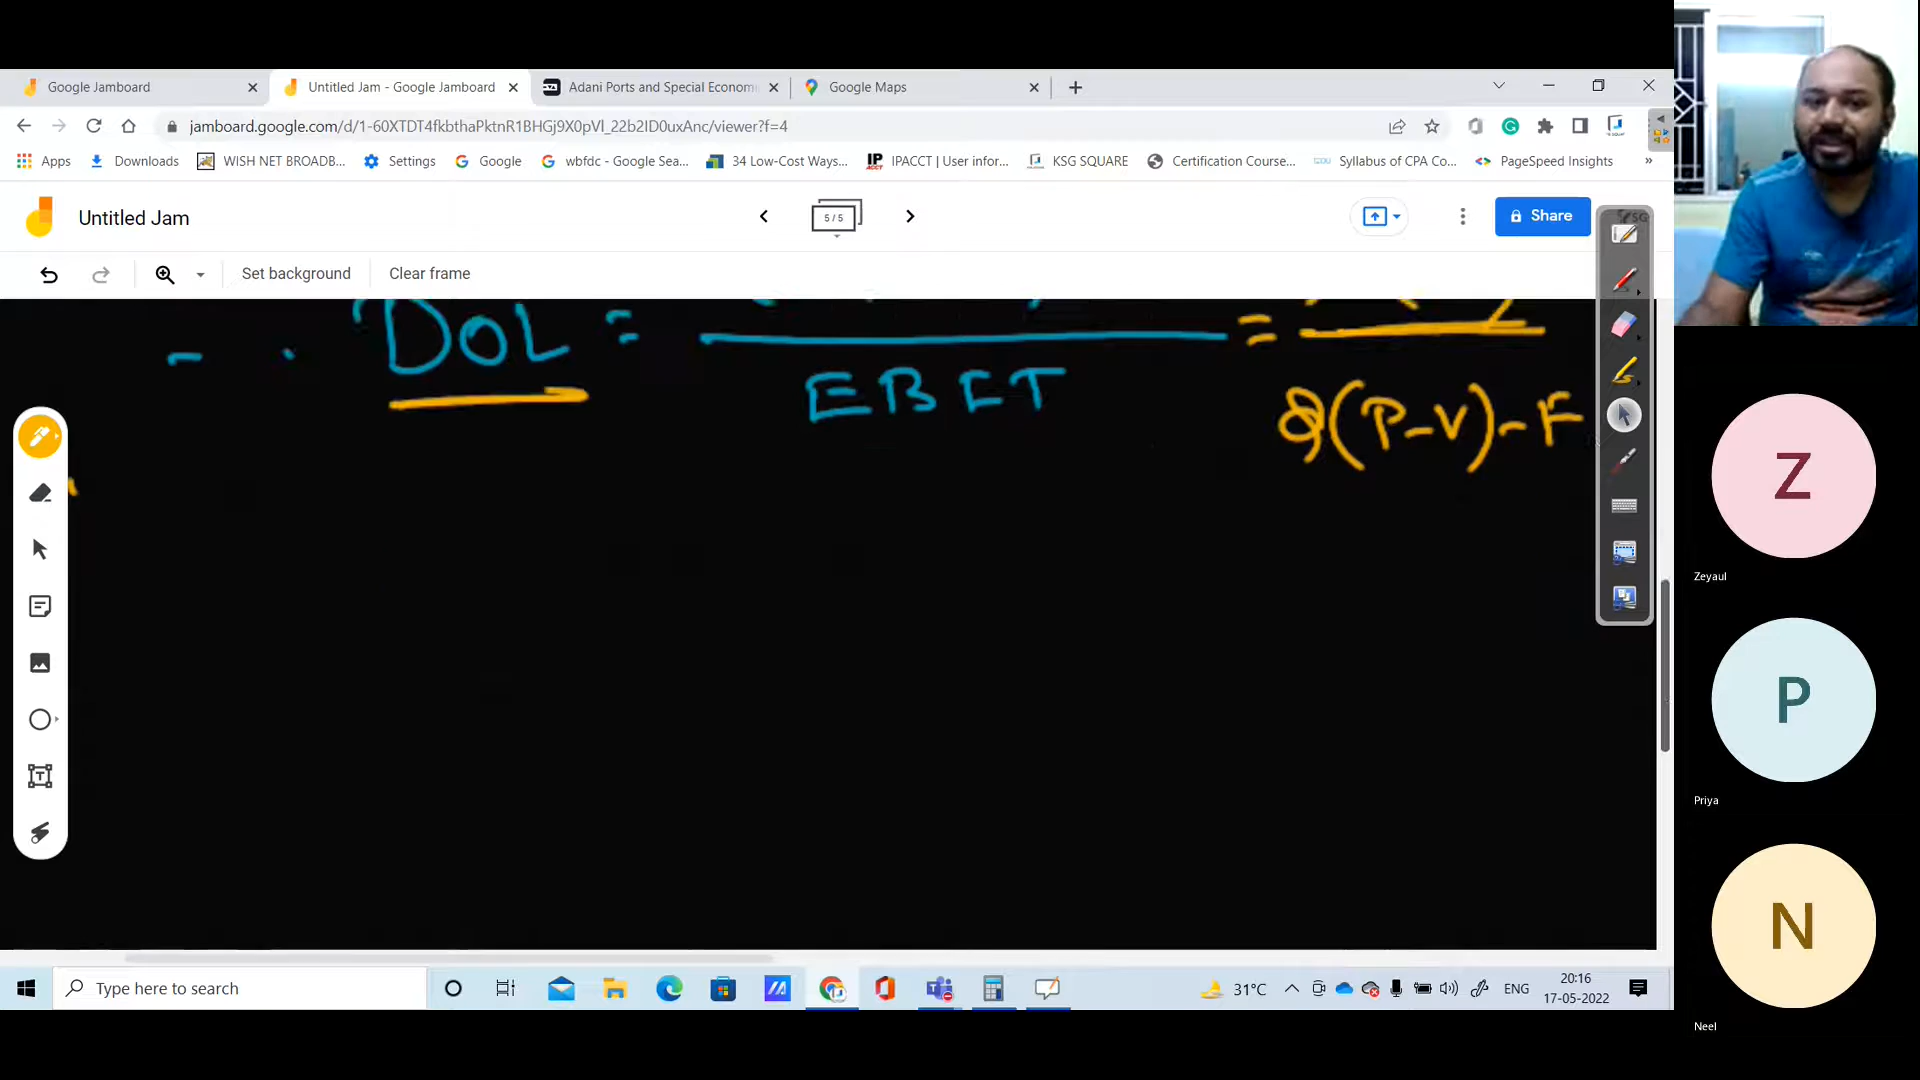 Google Jamboard
Untitled Jam - Google Jamboard
Adani Ports and Special Econom
Google Maps
jamboard.google.com/d/1-60XTDT4fkbthaPktnR1BHGj9X0pVl_22b2ID0uxAnc/viewer?f=4
Apps Downloads WISH NET BROADB... Settings Google wbfdc - Google Sea... 34 Low-Cost Ways... IPACCT | User infor... KSG SQUARE Certification Course... Syllabus of CPA Co... PageSpeed Insights »
Untitled Jam
5 / 5
Share
Set background Clear frame
DOL = =
EBIT
Q(P-V)-F
Z
Zeyaul
P
Priya
N
Neel
Type here to search
31°C
ENG
20:16
17-05-2022